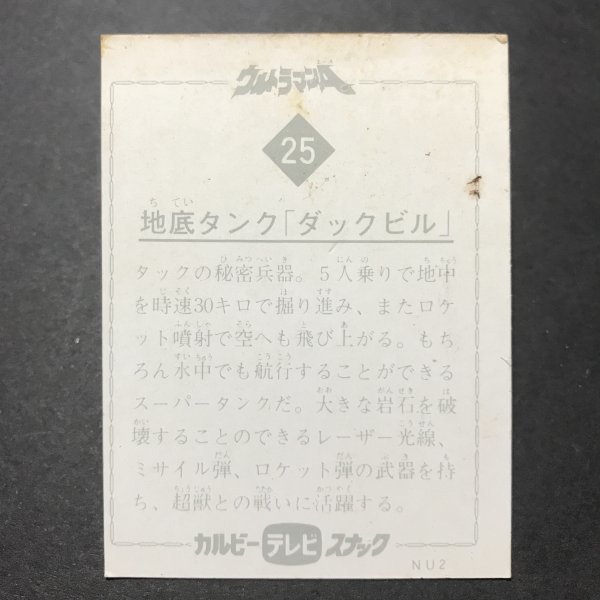 ウルトラマンA
25
地底タンク「ダックビル」
タックの秘密兵器。5人乗りで地中
を時速30キロで掘り進み、またロケ
ット噴射で空へも飛び上がる。もち
ろん水中でも航行することができる
スーパータンクだ。大きな岩石を破
壊することのできるレーザー光線、
ミサイル弾、ロケット弾の武器を持
ち、超獣との戦いに活躍する。
カルビー テレビ スナック
NU2